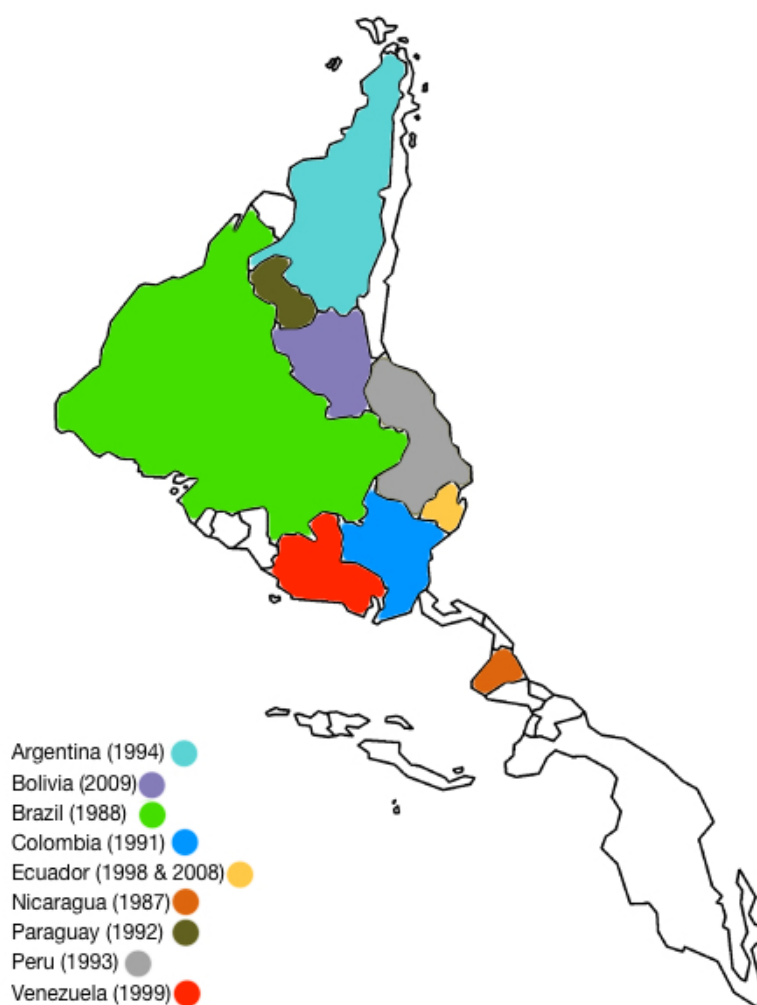 Argentina (1994)
Bolivia (2009)
Brazil (1988)
Colombia (1991)
Ecuador (1998 & 2008)
Nicaragua (1987)
Paraguay (1992)
Peru (1993)
Venezuela (1999)